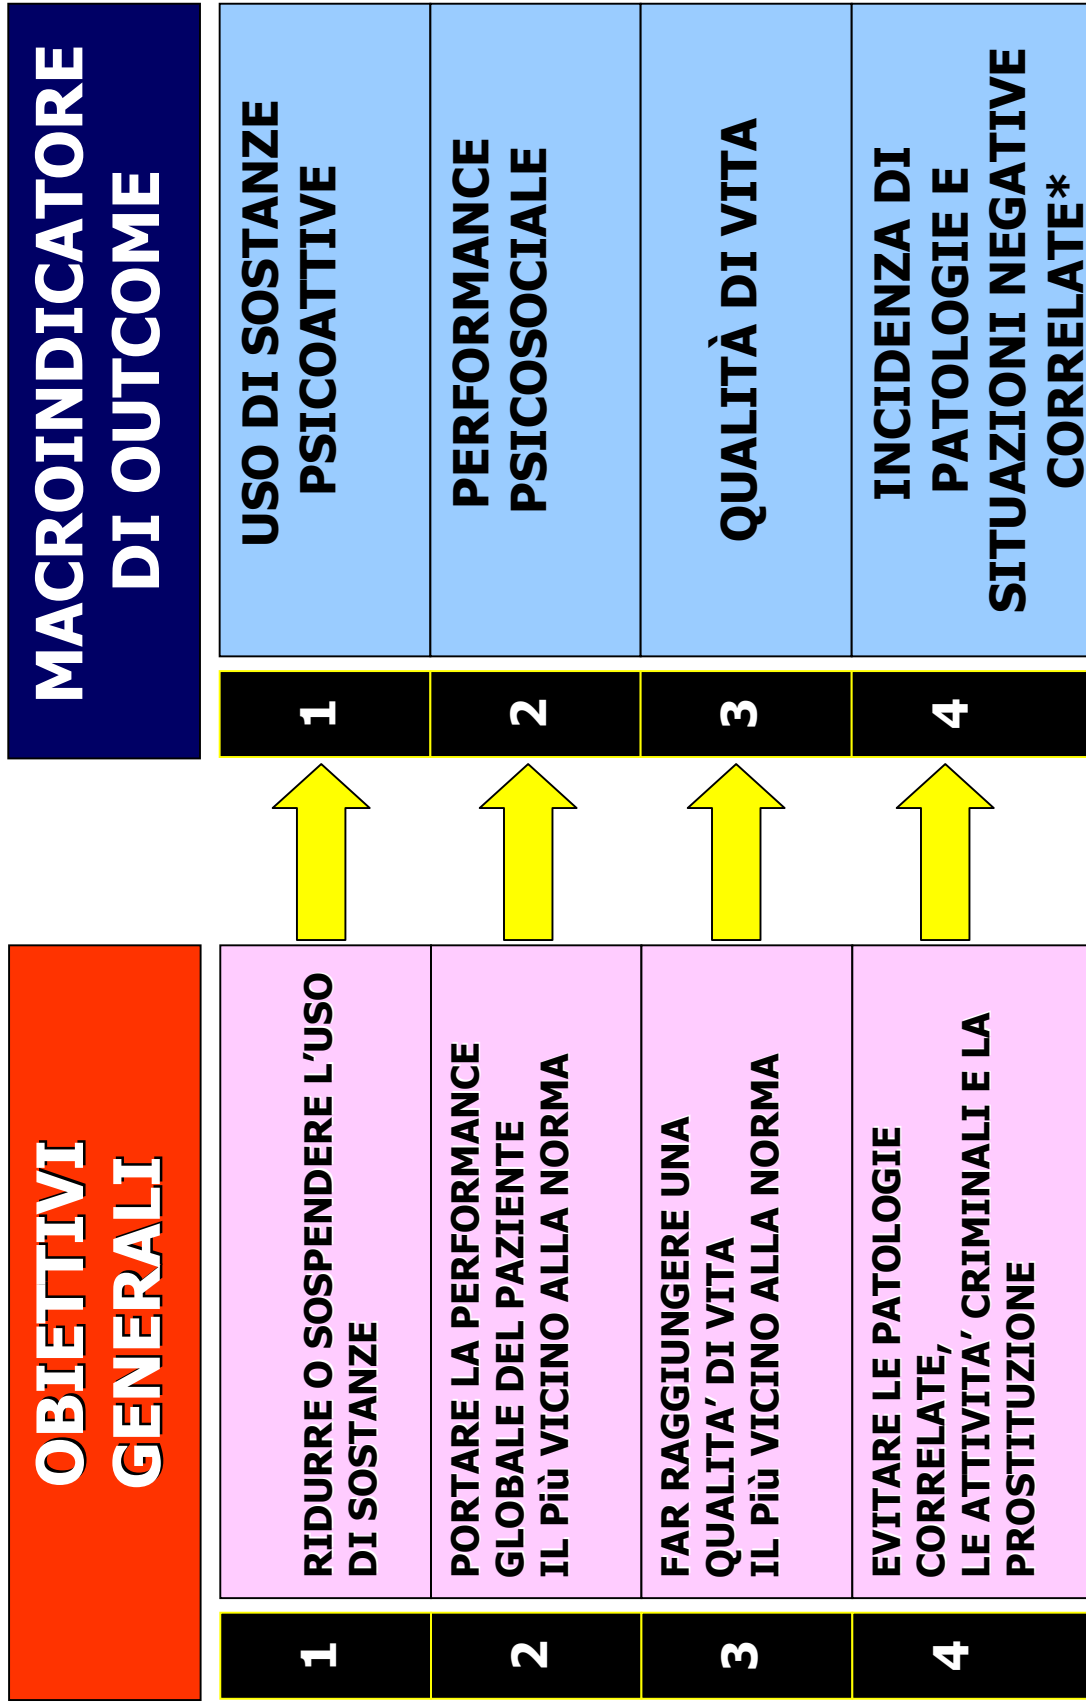 OBIETTIVI
GENERALI
MACROINDICATORE
DI OUTCOME
1
RIDURRE O SOSPENDERE L’USO
DI SOSTANZE
1
USO DI SOSTANZE
PSICOATTIVE
2
PORTARE LA PERFORMANCE
GLOBALE DEL PAZIENTE
IL Più VICINO ALLA NORMA
2
PERFORMANCE
PSICOSOCIALE
3
FAR RAGGIUNGERE UNA
QUALITA’ DI VITA
IL Più VICINO ALLA NORMA
3
QUALITÀ DI VITA
4
EVITARE LE PATOLOGIE
CORRELATE,
LE ATTIVITA’ CRIMINALI E LA
PROSTITUZIONE
4
INCIDENZA DI
PATOLOGIE E
SITUAZIONI NEGATIVE
CORRELATE*